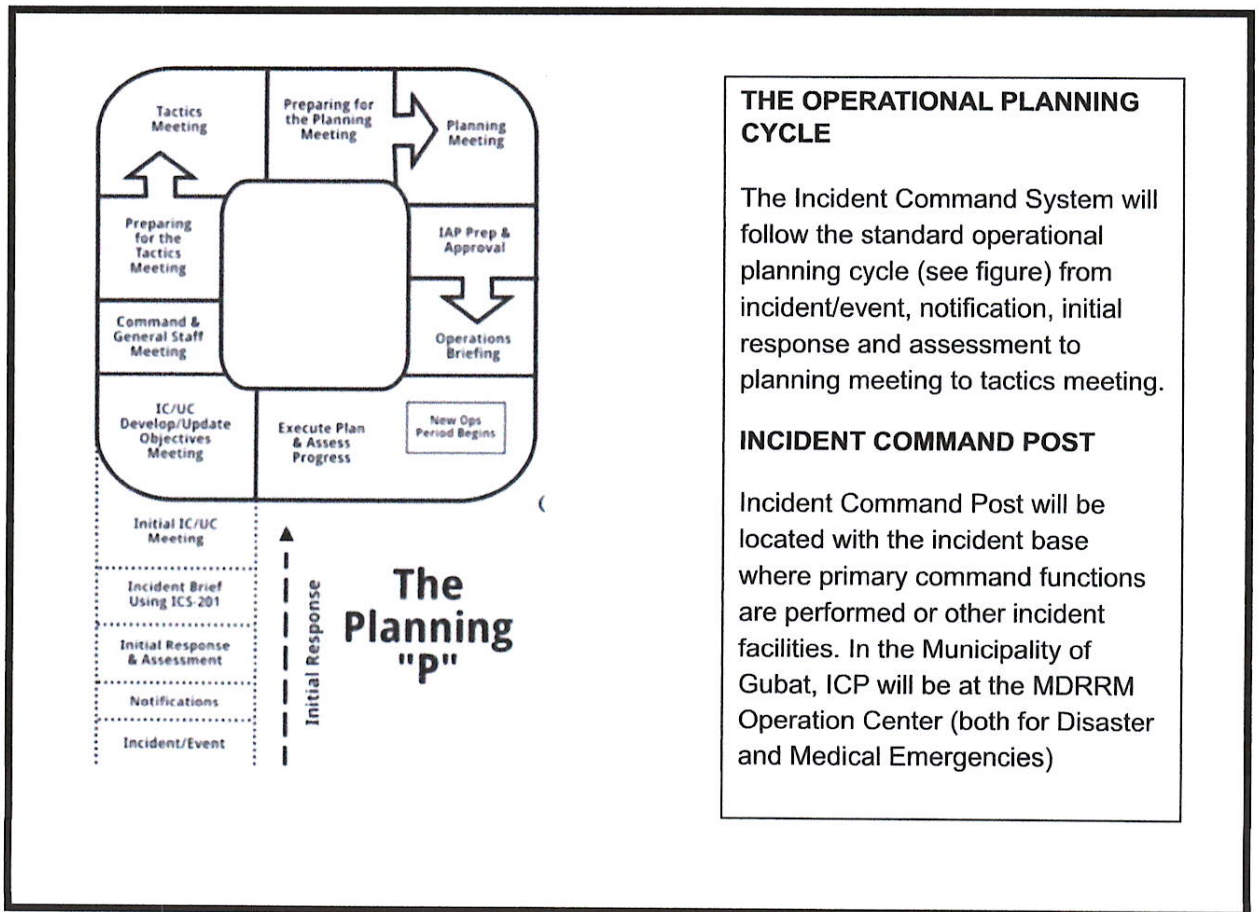 Tactics
Meeting
Preparing for
the Planning
Meeting
Planning
Meeting
Preparing
for the
Tactics
Meeting
IAP Prep &
Approval
Command &
General Staff
Meeting
Operations
Briefing
IC/UC
Develop/Update
Objectives
Meeting
Execute Plan
& Assess
Progress
New Ops
Period Begins
Initial IC/UC
Meeting
Incident Brief
Using ICS-201
Initial Response
& Assessment
Notifications
Incident/Event
Initial Response
The
Planning
"P"
(
THE OPERATIONAL PLANNING
CYCLE
The Incident Command System will
follow the standard operational
planning cycle (see figure) from
incident/event, notification, initial
response and assessment to
planning meeting to tactics meeting.
INCIDENT COMMAND POST
Incident Command Post will be
located with the incident base
where primary command functions
are performed or other incident
facilities. In the Municipality of
Gubat, ICP will be at the MDRRM
Operation Center (both for Disaster
and Medical Emergencies)